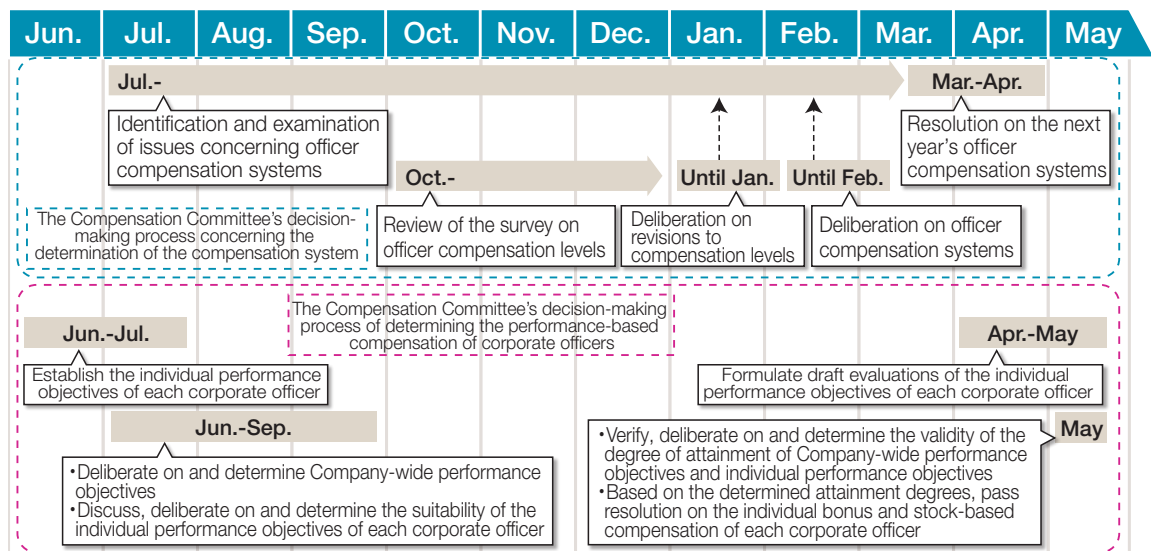 Jun. Jul. Aug. Sep. Oct. Nov. Dec. Jan. Feb. Mar. Apr. May
Jul.-
Identification and examination
of issues concerning officer
compensation systems
Mar.-Apr.
Resolution on the next
year's officer
compensation systems
Oct.-
Review of the survey on
officer compensation levels
Until Jan.
Deliberation on
revisions to
compensation levels
Until Feb.
Deliberation on officer
compensation systems
The Compensation Committee's decision-
making process concerning the
determination of the compensation system
The Compensation Committee's decision-making
process of determining the performance-based
compensation of corporate officers
Jun.-Jul.
Establish the individual performance
objectives of each corporate officer
Apr.-May
Formulate draft evaluations of the individual
performance objectives of each corporate officer
Jun.-Sep.
•Deliberate on and determine Company-wide performance
objectives
•Discuss, deliberate on and determine the suitability of the
individual performance objectives of each corporate officer
May
•Verify, deliberate on and determine the validity of the
degree of attainment of Company-wide performance
objectives and individual performance objectives
•Based on the determined attainment degrees, pass
resolution on the individual bonus and stock-based
compensation of each corporate officer